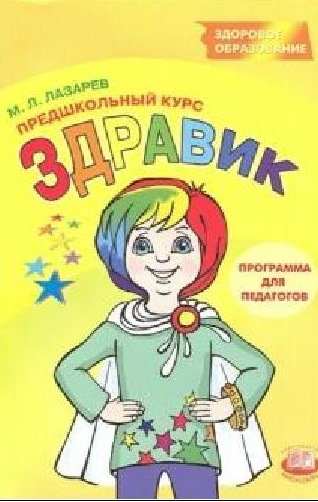 ЗДОРОВОЕ
ОБРАЗОВАНИЕ
М. Л. ЛАЗАРЕВ
ПРЕДШКОЛЬНЫЙ КУРС
ЗДРАВИК
ПРОГРАММА ДЛЯ
ПЕДАГОГОВ